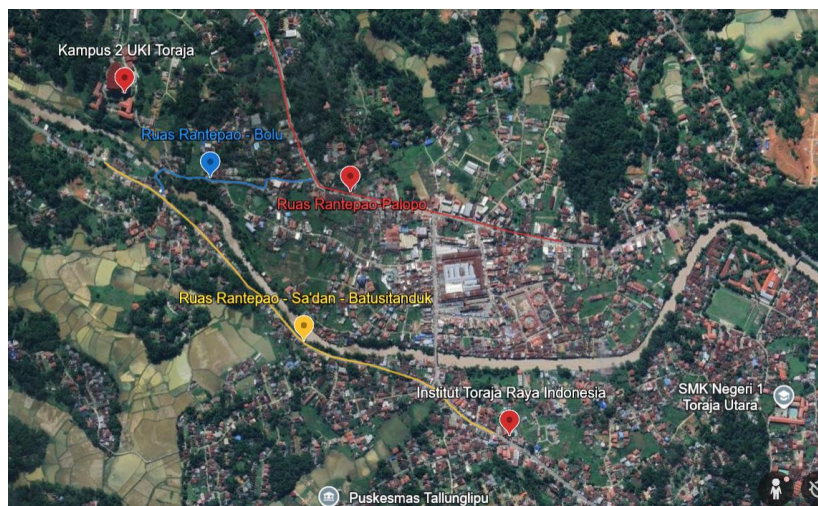 Kampus 2 UKI Toraja
Ruas Rantepao - Bolu
Ruas Rantepao-Palopo
Ruas Rantepao - Sa'dan - Batusitanduk
Institut Toraja Raya Indonesia
SMK Negeri 1
Toraja Utara
Puskesmas Tallunglipu